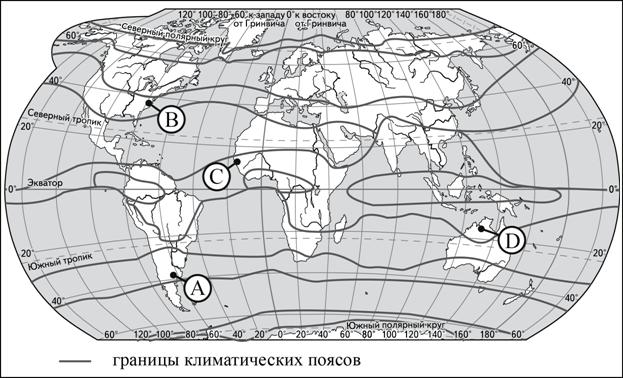 120° 100° 80° 60° к западу 0° к востоку 80° 100° 120° 140° 160° 180°
от Гринвича от Гринвича
Северный полярный круг
60° 60°
40° 40°
B
Северный тропик
20° 20°
C
Экватор
0° 0°
D
20° 20°
Южный тропик
A
40° 40°
Южный полярный круг
60° 120° 100° 80° 60° 40° 20° 0° 20° 40° 60° 80° 100° 120° 140° 160° 180° 60°
границы климатических поясов